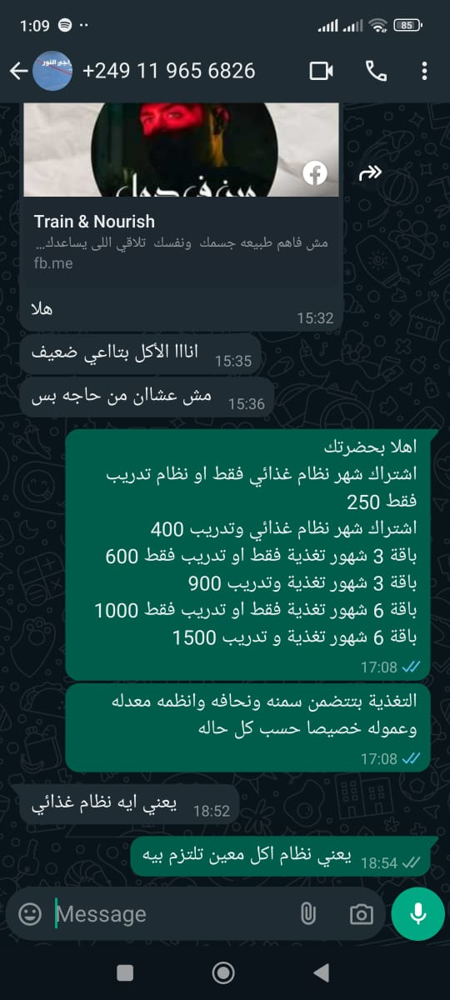 1:09
85
+249 11 965 6826
Train & Nourish
مش فاهم طبيعه جسمك ونفسك تلاقي اللى يساعدك...
fb.me
هلا
15:32
انااا الأكل بتااعي ضعيف
15:35
مش عشاان من حاجه بس
15:36
اهلا بحضرتك
اشتراك شهر نظام غذائي فقط او نظام تدريب
فقط 250
اشتراك شهر نظام غذائي وتدريب 400
باقة 3 شهور تغذية فقط او تدريب فقط 600
باقة 3 شهور تغذية وتدريب 900
باقة 6 شهور تغذية فقط او تدريب فقط 1000
باقة 6 شهور تغذية و تدريب 1500
17:08
التغذية بتتضمن سمنه ونحافه وانظمه معدله
وعموله خصيصا حسب كل حاله
17:08
يعني ايه نظام غذائي
18:52
يعني نظام اكل معين تلتزم بيه
18:54
Message